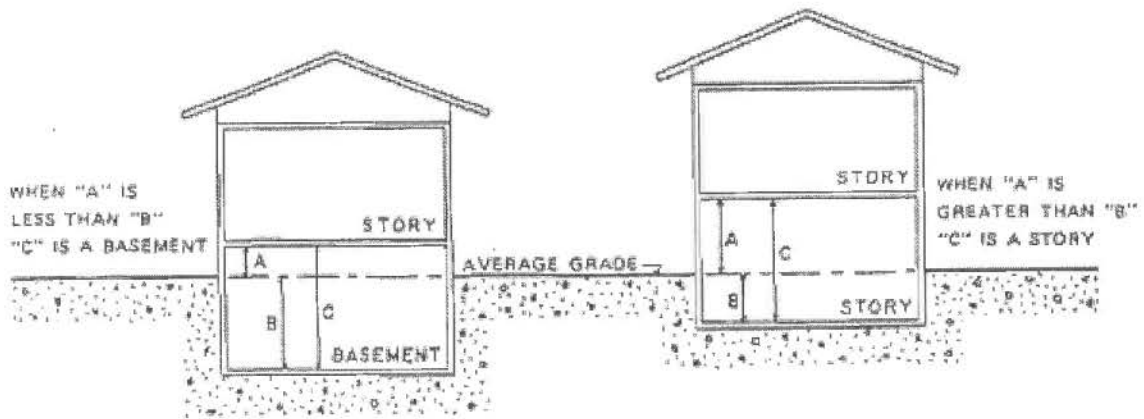 WHEN "A" IS
LESS THAN "B"
"C" IS A BASEMENT
STORY
A
B
C
BASEMENT
AVERAGE GRADE
STORY
A
C
B
STORY
WHEN "A" IS
GREATER THAN "B"
"C" IS A STORY